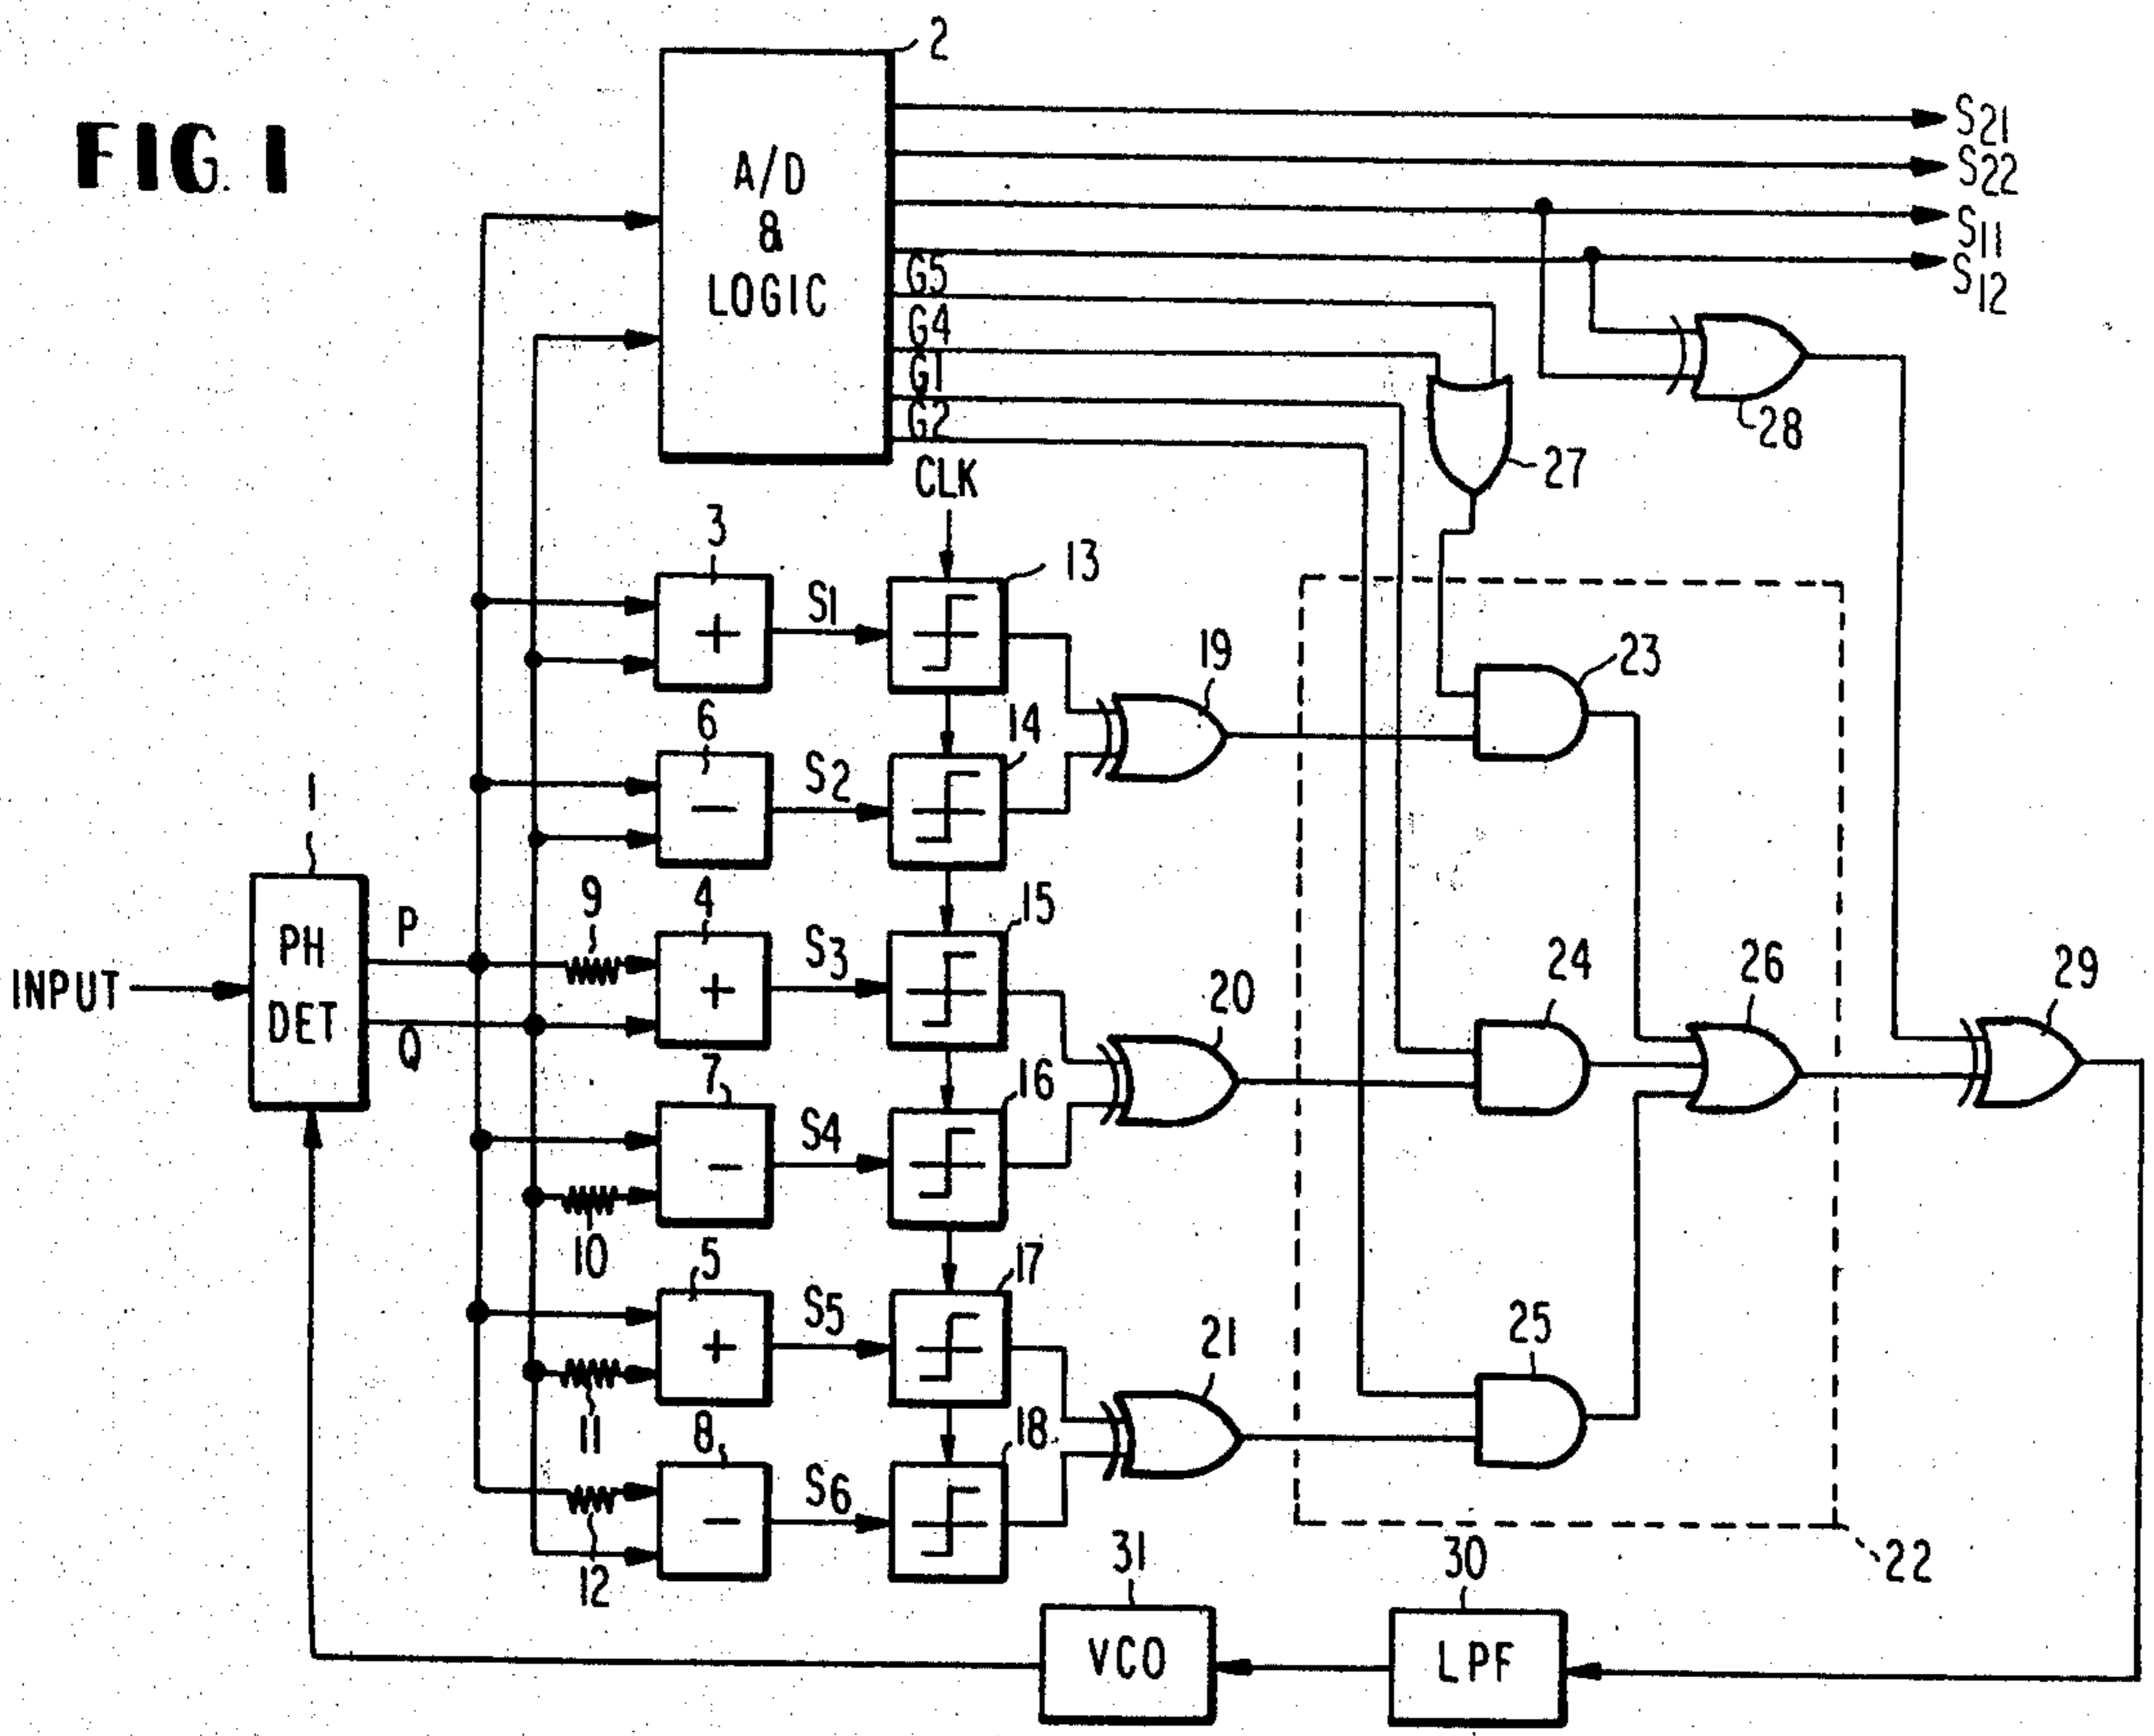 FIG. 1
2
A/D
&
LOGIC
S21
S22
S11
S12
G5
G4
G1
G2
CLK
28
27
3
+
S1
13
19
23
6
−
S2
14
1
PH
DET
INPUT
P
Q
9
4
+
S3
15
20
24
26
29
7
−
S4
16
10
5
+
S5
17
21
25
11
8
−
S6
18
12
22
31
VCO
30
LPF